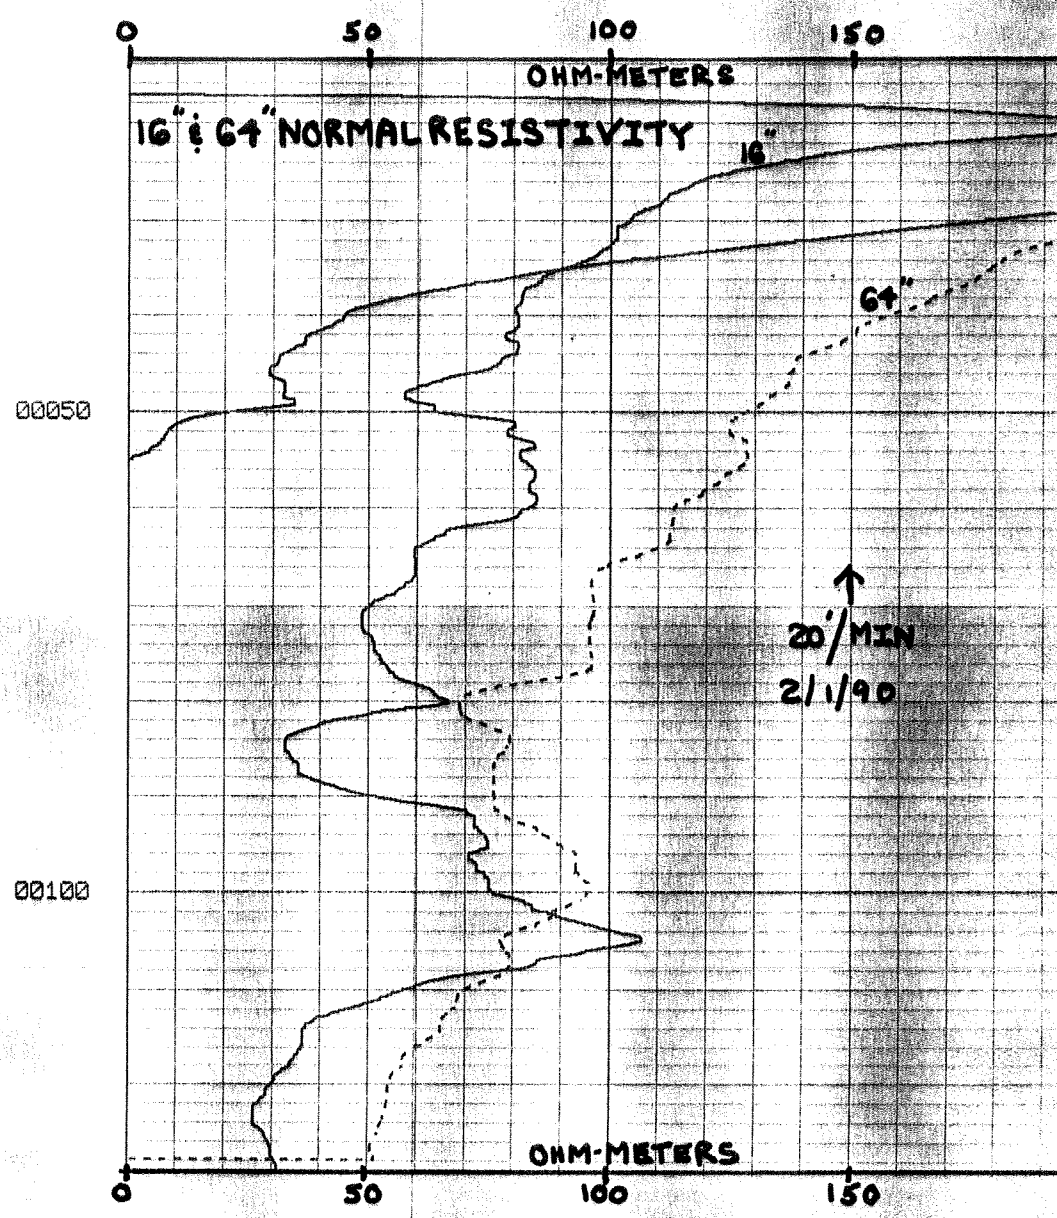 0 50 100 150
OHM-METERS
16" & 64" NORMAL RESISTIVITY
16"
64"
00050
20'/MIN
2/1/90
00100
OHM-METERS
0 50 100 150